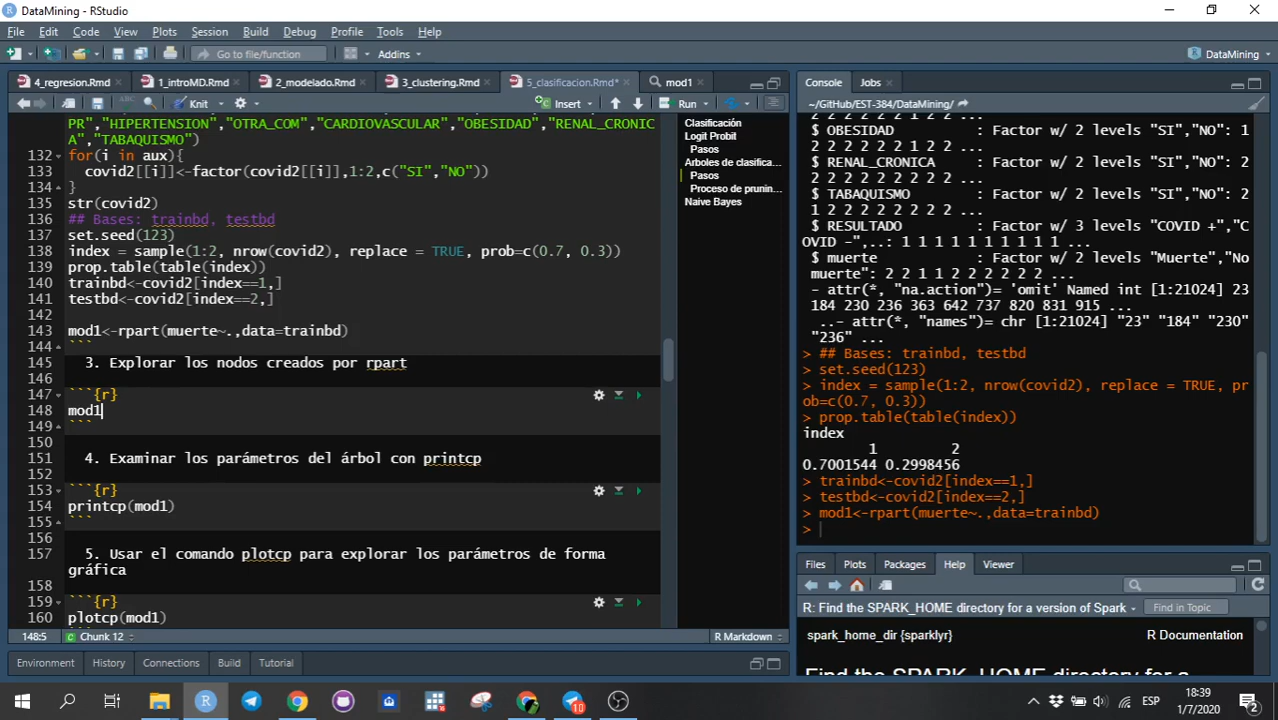 DataMining - RStudio
File Edit Code View Plots Session Build Debug Profile Tools Help
Go to file/function Addins DataMining
4_regresion.Rmd 1_introMD.Rmd 2_modelado.Rmd 3_clustering.Rmd 5_clasificacion.Rmd* mod1
Knit Insert Run
PR","HIPERTENSION","OTRA_COM","CARDIOVASCULAR","OBESIDAD","RENAL_CRONIC
A","TABAQUISMO")
132 for(i in aux){
133 covid2[[i]]<-factor(covid2[[i]],1:2,c("SI","NO"))
134 }
135 str(covid2)
136 ## Bases: trainbd, testbd
137 set.seed(123)
138 index = sample(1:2, nrow(covid2), replace = TRUE, prob=c(0.7, 0.3))
139 prop.table(table(index))
140 trainbd<-covid2[index==1,]
141 testbd<-covid2[index==2,]
142
143 mod1<-rpart(muerte~.,data=trainbd)
144 ```
145 3. Explorar los nodos creados por rpart
146
147 ```{r}
148 mod1
149 ```
150
151 4. Examinar los parámetros del árbol con printcp
152
153 ```{r}
154 printcp(mod1)
155 ```
156
157 5. Usar el comando plotcp para explorar los parámetros de forma
gráfica
158
159 ```{r}
160 plotcp(mod1)
148:5 Chunk 12 R Markdown
Clasificación
Logit Probit
Pasos
Arboles de clasifica...
Pasos
Proceso de prunin...
Naive Bayes
Environment History Connections Build Tutorial
Console Jobs
~/GitHub/EST-384/DataMining/
2 2 2 2 2 1 2 2 ...
$ OBESIDAD : Factor w/ 2 levels "SI","NO": 1
2 2 2 2 2 2 1 2 2 ...
$ RENAL_CRONICA : Factor w/ 2 levels "SI","NO": 2
2 2 2 2 2 2 2 2 2 ...
$ TABAQUISMO : Factor w/ 2 levels "SI","NO": 2
2 1 2 2 2 2 2 2 2 ...
$ RESULTADO : Factor w/ 3 levels "COVID +","C
OVID -",..: 1 1 1 1 1 1 1 1 1 1 ...
$ muerte : Factor w/ 2 levels "Muerte","No
muerte": 2 2 1 1 2 2 2 2 2 2 ...
- attr(*, "na.action")= 'omit' Named int [1:21024] 23
184 230 236 363 642 737 820 831 915 ...
..- attr(*, "names")= chr [1:21024] "23" "184" "230"
"236" ...
> ## Bases: trainbd, testbd
> set.seed(123)
> index = sample(1:2, nrow(covid2), replace = TRUE, pr
ob=c(0.7, 0.3))
> prop.table(table(index))
index
1 2
0.7001544 0.2998456
> trainbd<-covid2[index==1,]
> testbd<-covid2[index==2,]
> mod1<-rpart(muerte~.,data=trainbd)
>
Files Plots Packages Help Viewer
R: Find the SPARK_HOME directory for a version of Spark Find in Topic
spark_home_dir {sparklyr} R Documentation
Find the SPARK_HOME directory for a
ESP 18:39
1/7/2020
10
2